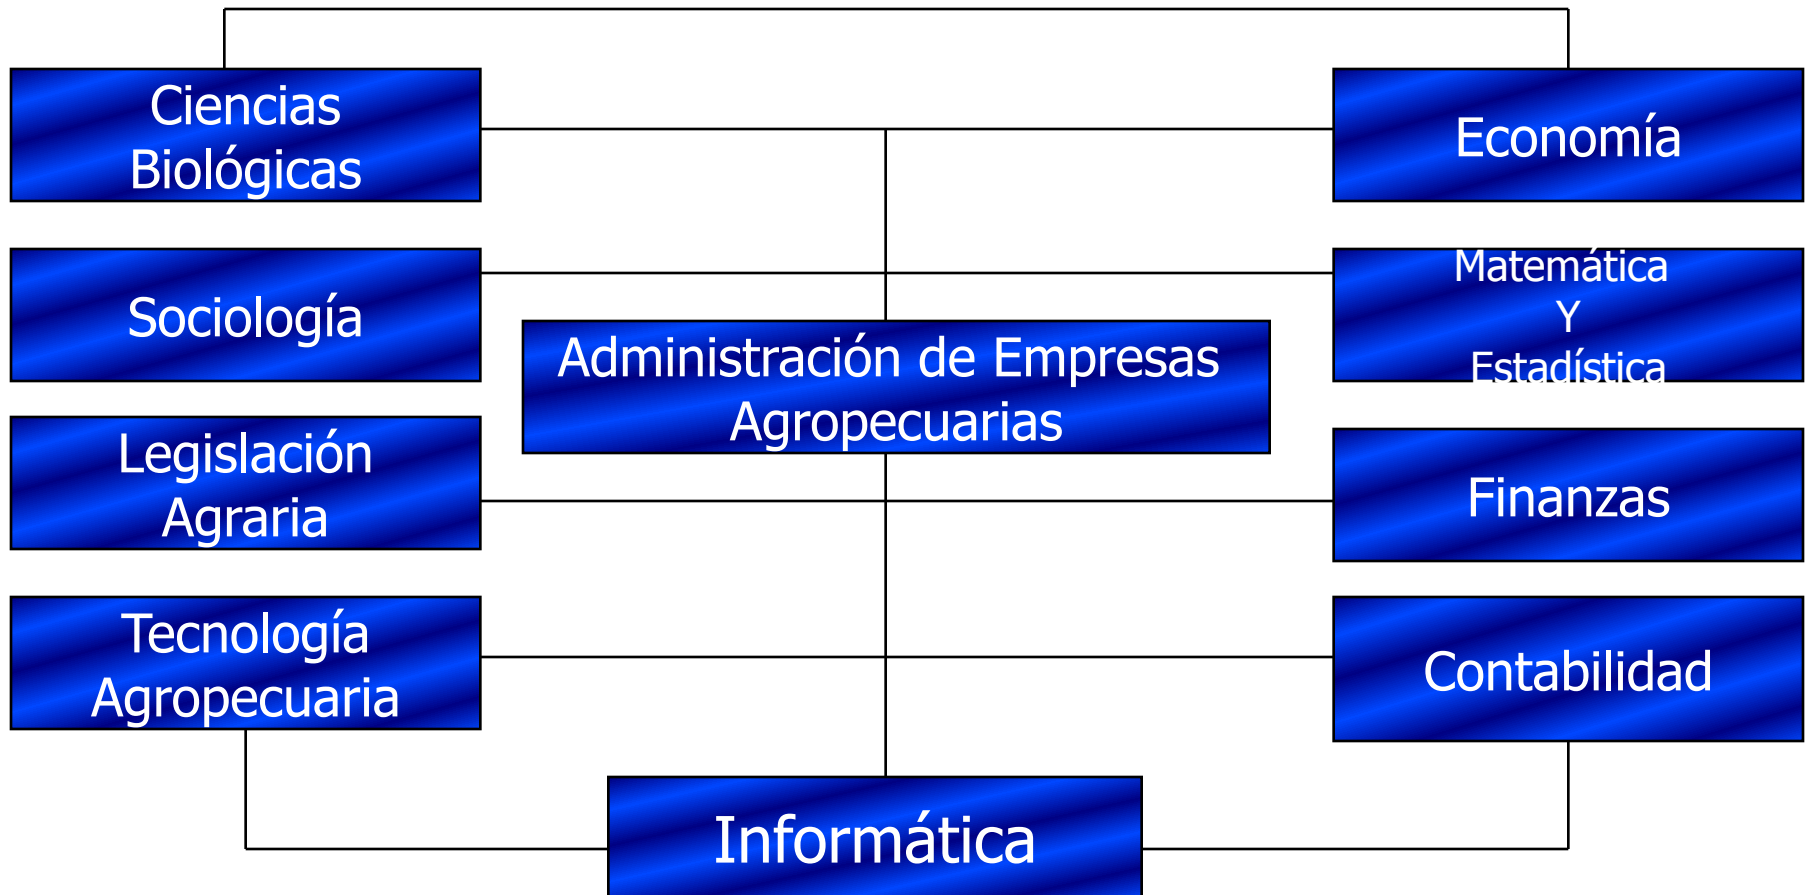 Ciencias
Biológicas
Economía
Sociología
Matemática
Y
Estadística
Administración de Empresas
Agropecuarias
Legislación
Agraria
Finanzas
Tecnología
Agropecuaria
Contabilidad
Informática